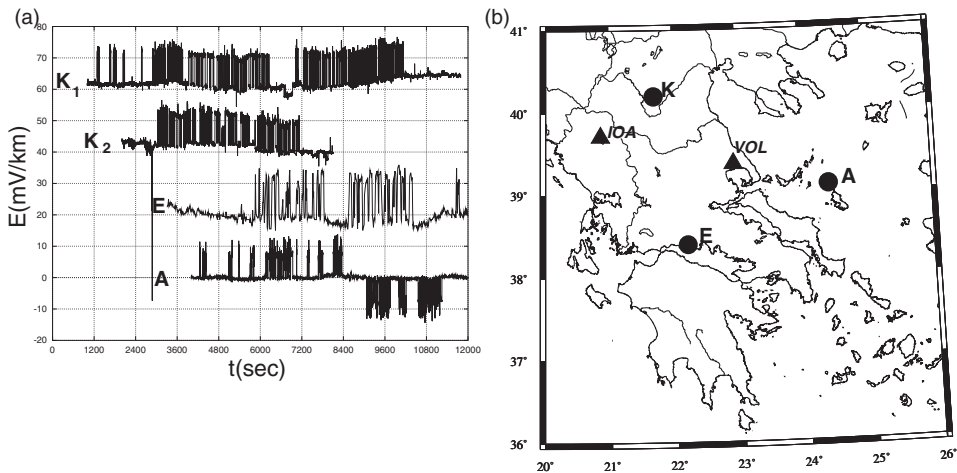 (a)
E(mV/km)
80
70
60
50
40
30
20
10
0
-10
-20
K1
K2
E
A
0 1200 2400 3600 4800 6000 7200 8400 9600 10800 12000
t(sec)
(b)
41°
40°
39°
38°
37°
36°
20° 21° 22° 23° 24° 25° 26°
K
IOA
VOL
A
E